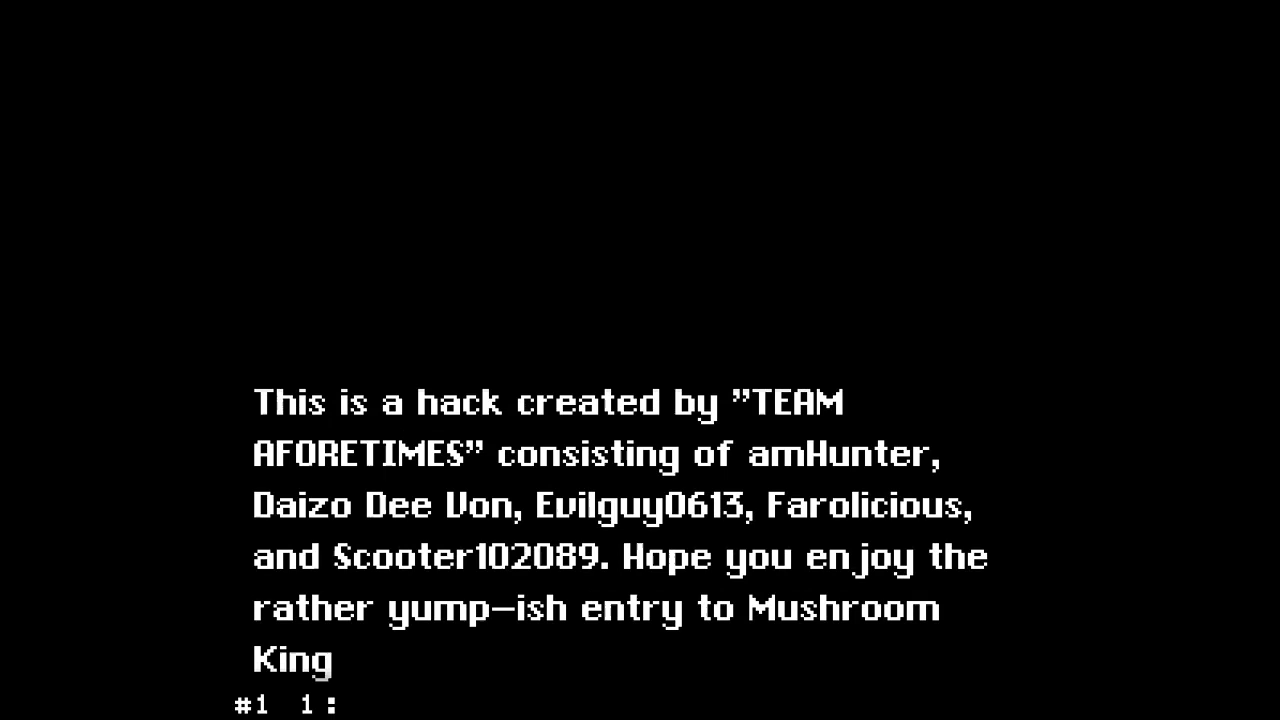 This is a hack created by "TEAM
AFORETIMES" consisting of amHunter,
Daizo Dee Von, Evilguy0613, Farolicious,
and Scooter102089. Hope you enjoy the
rather yump-ish entry to Mushroom
King
#1 1: